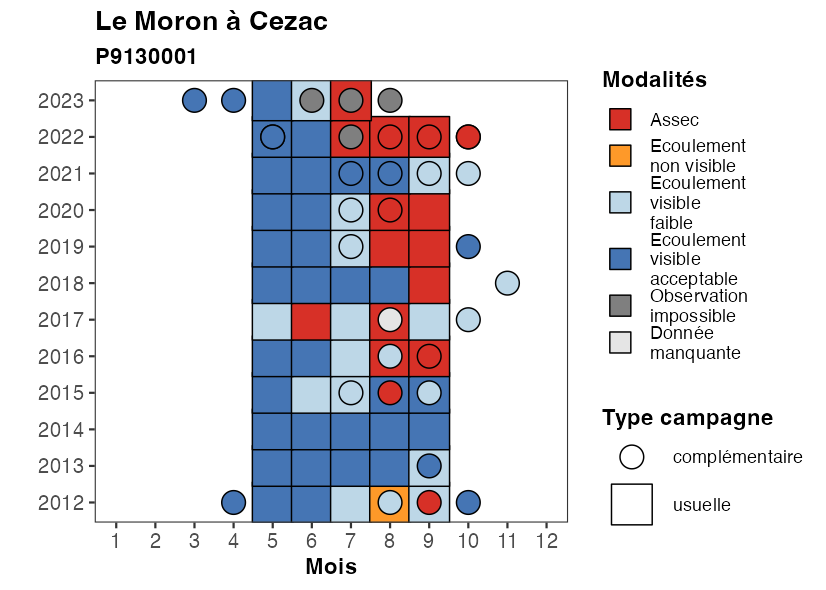 Le Moron à Cezac
P9130001
2023
2022
2021
2020
2019
2018
2017
2016
2015
2014
2013
2012
1 2 3 4 5 6 7 8 9 10 11 12
Mois
Modalités
Assec
Ecoulement
non visible
Ecoulement
visible
faible
Ecoulement
visible
acceptable
Observation
impossible
Donnée
manquante
Type campagne
complémentaire
usuelle